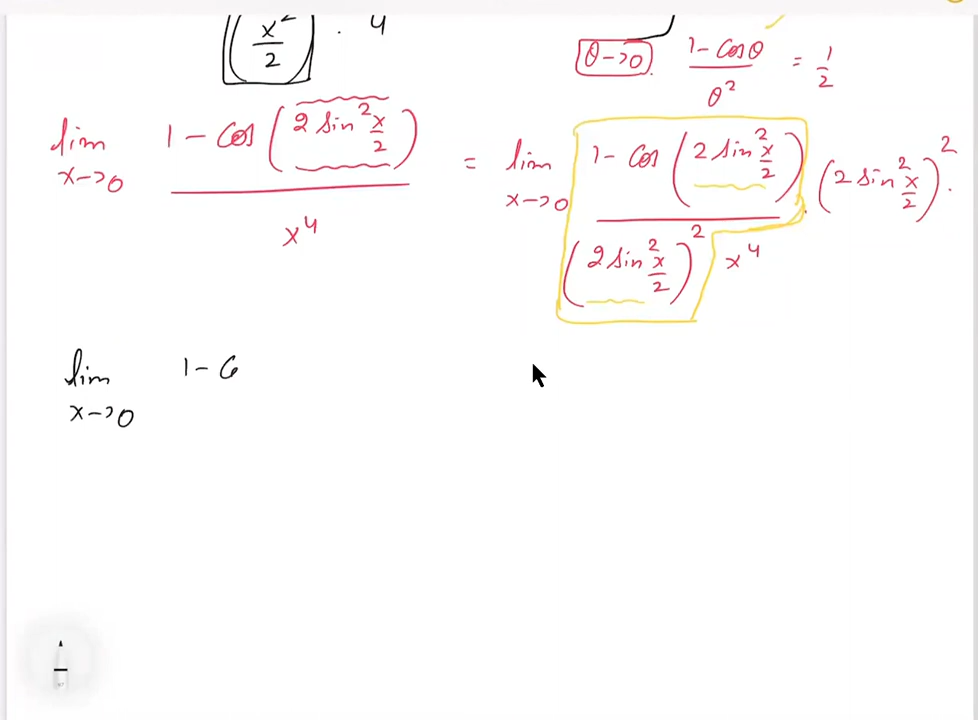 (x²/2) . 4
θ->0 (1 - Cosθ)/θ² = 1/2
lim x->0 (1 - Cos(2 sin² x/2))/x⁴ = lim x->0 (1 - Cos(2 sin² x/2))/((2 sin² x/2)² x⁴) . (2 sin² x/2)² .
lim x->0 1 - C